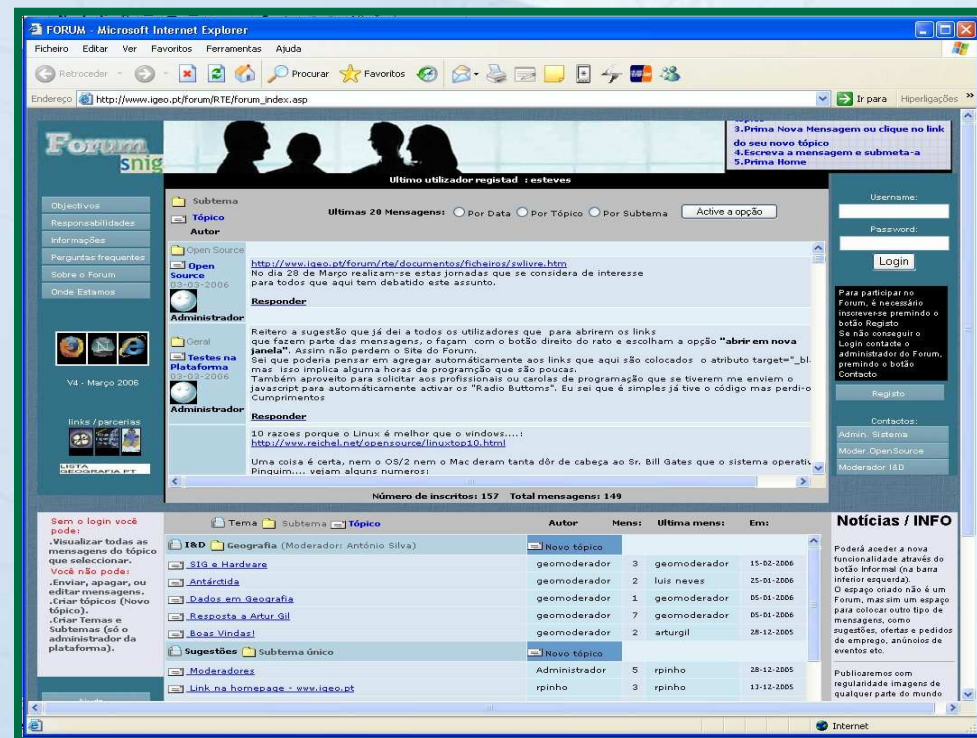 FORUM - Microsoft Internet Explorer
Ficheiro Editar Ver Favoritos Ferramentas Ajuda
Retroceder Procurar Favoritos
Endereço http://www.igeo.pt/forum/RTE/forum_index.asp Ir para Hiperligações »
Forum
snig
3.Prima Nova Mensagem ou clique no link
do seu novo tópico
4.Escreva a mensagem e submeta-a
5.Prima Home
Ultimo utilizador registad : esteves
Objectivos
Responsabilidades
Informações
Perguntas frequentes
Sobre o Forum
Onde Estamos
V4 - Março 2006
links / parcerias
LISTA
GEOGRAFIA PT
Subtema
Tópico
Autor
Ultimas 20 Mensagens: Por Data Por Tópico Por Subtema Active a opção
Open Source
Open
Source
03-03-2006
Administrador
http://www.igeo.pt/forum/rte/documentos/ficheiros/swlivre.htm
No dia 28 de Março realizam-se estas jornadas que se considera de interesse
para todos que aqui tem debatido este assunto.
Responder
Geral
Testes na
Plataforma
03-03-2006
Administrador
Reitero a sugestão que já dei a todos os utilizadores que para abrirem os links
que fazem parte das mensagens, o façam com o botão direito do rato e escolham a opção "abrir em nova
janela". Assim não perdem o Site do Forum.
Sei que poderia pensar em agregar automáticamente aos links que aqui são colocados o atributo target="_bl
mas isso implica alguma horas de programção que são poucas.
Também aproveito para solicitar aos profissionais ou carolas de programação que se tiverem me enviem o
javascript para automáticamente activar os "Radio Buttoms". Eu sei que é simples já tive o código mas perdi-o
Cumprimentos
Responder
10 razoes porque o Linux é melhor que o windows....:
http://www.reichel.net/opensource/linuxtop10.html
Uma coisa é certa, nem o OS/2 nem o Mac deram tanta dôr de cabeça ao Sr. Bill Gates que o sistema operativ
Pinguim.... vejam alguns numeros:
Número de inscritos: 157 Total mensagens: 149
Username:
Password:
Login
Para participar no
Forum, é necessário
inscrever-se premindo o
botão Registo
Se não conseguir o
Login contacte o
administrador do Forum,
premindo o botão
Contacto
Registo
Contactos:
Admin. Sistema
Moder.OpenSource
Moderador I&D
Sem o login você
pode:
.Visualizar todas as
mensagens do tópico
que seleccionar.
Você não pode:
.Enviar, apagar, ou
editar mensagens.
.Criar tópicos (Novo
tópico).
.Criar Temas e
Subtemas (só o
administrador da
plataforma).
Tema Subtema Tópico Autor Mens: Ultima mens: Em:
I&D Geografia (Moderador: António Silva) Novo tópico
SIG e Hardware geomoderador 3 geomoderador 15-02-2006
Antárctida geomoderador 2 luis neves 25-01-2006
Dados em Geografia geomoderador 1 geomoderador 05-01-2006
Resposta a Artur Gil geomoderador 7 geomoderador 05-01-2006
Boas Vindas! geomoderador 2 arturgil 28-12-2005
Sugestões Subtema único Novo tópico
Moderadores Administrador 5 rpinho 28-12-2005
Link na homepage - www.igeo.pt rpinho 3 rpinho 13-12-2005
Notícias / INFO
Poderá aceder a nova
funcionalidade através do
botão Informal (na barra
inferior esquerda).
O espaço criado não é um
Forum, mas sim um espaço
para colocar outro tipo de
mensagens, como
sugestões, ofertas e pedidos
de emprego, anúncios de
eventos etc.
Publicaremos com
regularidade imagens de
qualquer parte do mundo
Internet